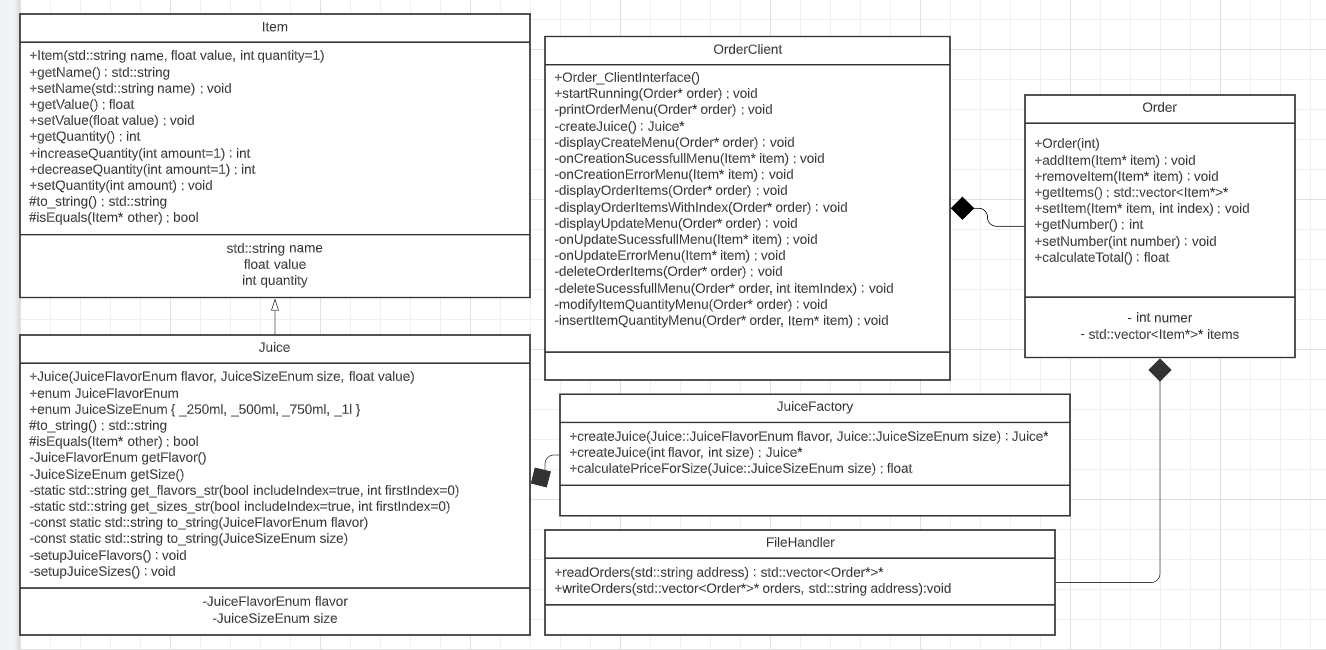 Item
+Item(std::string name, float value, int quantity=1)
+getName() : std::string
+setName(std::string name) : void
+getValue() : float
+setValue(float value) : void
+getQuantity() : int
+increaseQuantity(int amount=1) : int
+decreaseQuantity(int amount=1) : int
+setQuantity(int amount) : void
#to_string() : std::string
#isEquals(Item* other) : bool
std::string name
float value
int quantity
Juice
+Juice(JuiceFlavorEnum flavor, JuiceSizeEnum size, float value)
+enum JuiceFlavorEnum
+enum JuiceSizeEnum { _250ml, _500ml, _750ml, _1l }
#to_string() : std::string
#isEquals(Item* other) : bool
-JuiceFlavorEnum getFlavor()
-JuiceSizeEnum getSize()
-static std::string get_flavors_str(bool includeIndex=true, int firstIndex=0)
-static std::string get_sizes_str(bool includeIndex=true, int firstIndex=0)
-const static std::string to_string(JuiceFlavorEnum flavor)
-const static std::string to_string(JuiceSizeEnum size)
-setupJuiceFlavors() : void
-setupJuiceSizes() : void
-JuiceFlavorEnum flavor
-JuiceSizeEnum size
OrderClient
+Order_ClientInterface()
+startRunning(Order* order) : void
-printOrderMenu(Order* order) : void
-createJuice() : Juice*
-displayCreateMenu(Order* order) : void
-onCreationSucessfullMenu(Item* item) : void
-onCreationErrorMenu(Item* item) : void
-displayOrderItems(Order* order) : void
-displayOrderItemsWithIndex(Order* order) : void
-displayUpdateMenu(Order* order) : void
-onUpdateSucessfullMenu(Item* item) : void
-onUpdateErrorMenu(Item* item) : void
-deleteOrderItems(Order* order) : void
-deleteSucessfullMenu(Order* order, int itemIndex) : void
-modifyItemQuantityMenu(Order* order) : void
-insertItemQuantityMenu(Order* order, Item* item) : void
JuiceFactory
+createJuice(Juice::JuiceFlavorEnum flavor, Juice::JuiceSizeEnum size) : Juice*
+createJuice(int flavor, int size) : Juice*
+calculatePriceForSize(Juice::JuiceSizeEnum size) : float
FileHandler
+readOrders(std::string address) : std::vector<Order*>*
+writeOrders(std::vector<Order*>* orders, std::string address):void
Order
+Order(int)
+addItem(Item* item) : void
+removeItem(Item* item) : void
+getItems() : std::vector<Item*>*
+setItem(Item* item, int index) : void
+getNumber() : int
+setNumber(int number) : void
+calculateTotal() : float
- int numer
- std::vector<Item*>* items